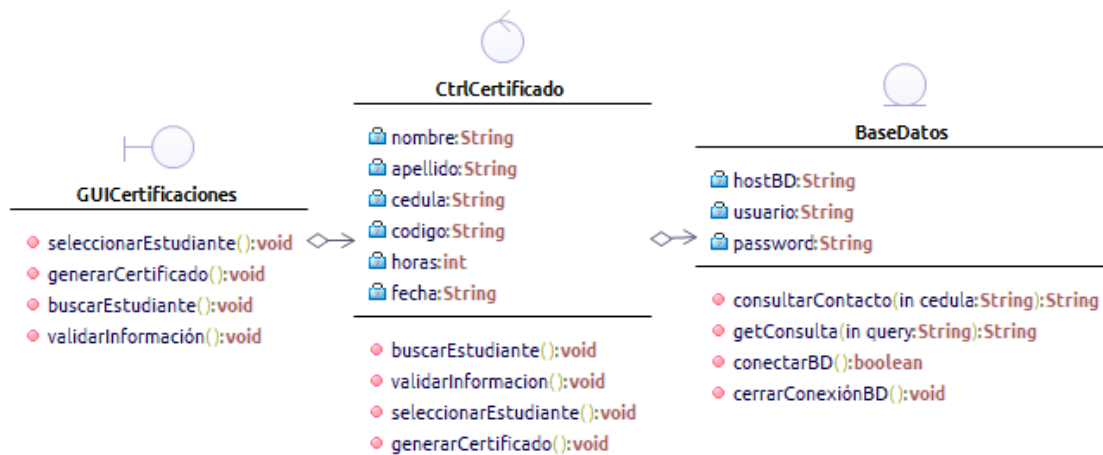 GUICertificaciones
seleccionarEstudiante():void
generarCertificado():void
buscarEstudiante():void
validarInformación():void
CtrlCertificado
nombre:String
apellido:String
cedula:String
codigo:String
horas:int
fecha:String
buscarEstudiante():void
validarInformacion():void
seleccionarEstudiante():void
generarCertificado():void
BaseDatos
hostBD:String
usuario:String
password:String
consultarContacto(in cedula:String):String
getConsulta(in query:String):String
conectarBD():boolean
cerrarConexiónBD():void